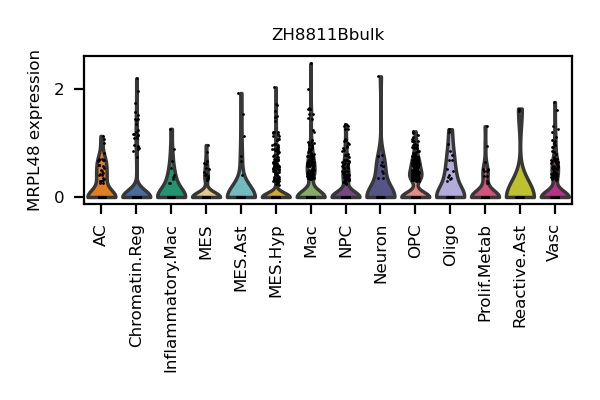 ZH8811Bbulk
MRPL48 expression
2
0
AC
Chromatin.Reg
Inflammatory.Mac
MES
MES.Ast
MES.Hyp
Mac
NPC
Neuron
OPC
Oligo
Prolif.Metab
Reactive.Ast
Vasc